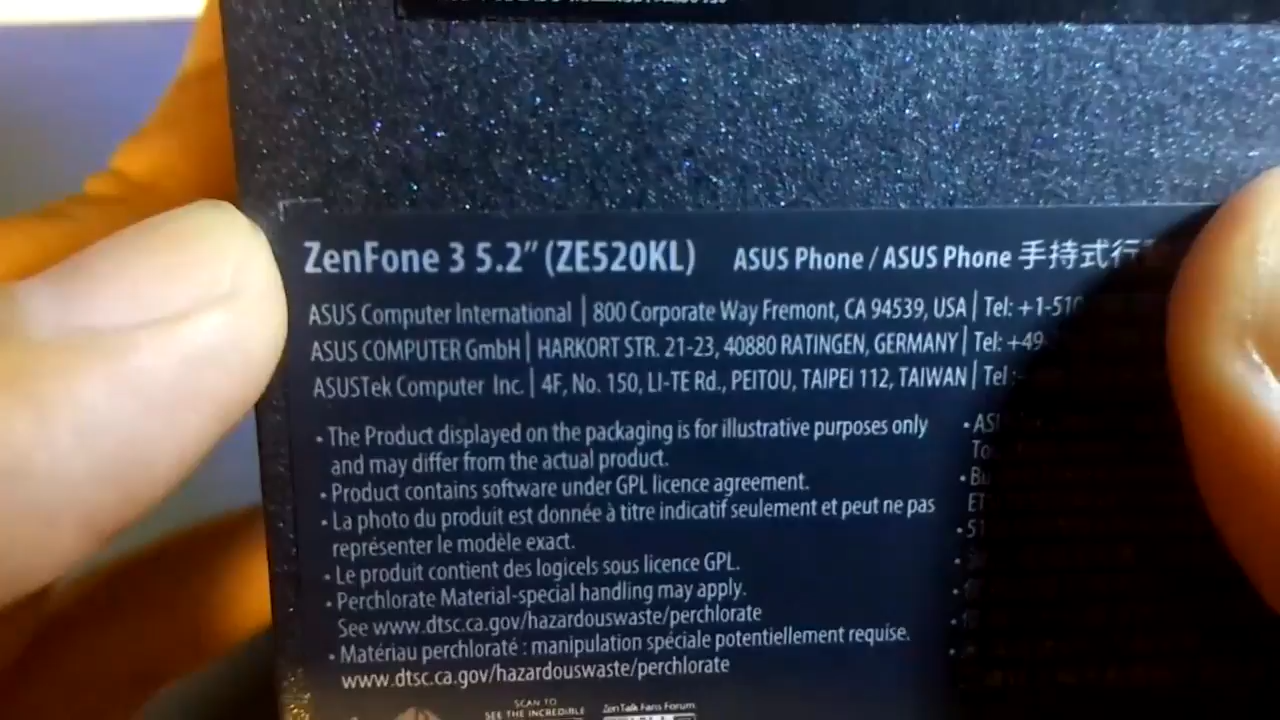 ZenFone 3 5.2” (ZE520KL) ASUS Phone / ASUS Phone 手持式行
ASUS Computer International | 800 Corporate Way Fremont, CA 94539, USA | Tel: +1-510
ASUS COMPUTER GmbH | HARKORT STR. 21-23, 40880 RATINGEN, GERMANY | Tel: +49-
ASUSTek Computer Inc. | 4F, No. 150, LI-TE Rd., PEITOU, TAIPEI 112, TAIWAN | Tel :
• The Product displayed on the packaging is for illustrative purposes only
and may differ from the actual product.
• Product contains software under GPL licence agreement.
• La photo du produit est donnée à titre indicatif seulement et peut ne pas
représenter le modèle exact.
• Le produit contient des logicels sous licence GPL.
• Perchlorate Material-special handling may apply.
See www.dtsc.ca.gov/hazardouswaste/perchlorate
• Matériau perchloraté : manipulation spéciale potentiellement requise.
www.dtsc.ca.gov/hazardouswaste/perchlorate
SCAN TO
SEE THE INCREDIBLE
ZenTalk Fans Forum